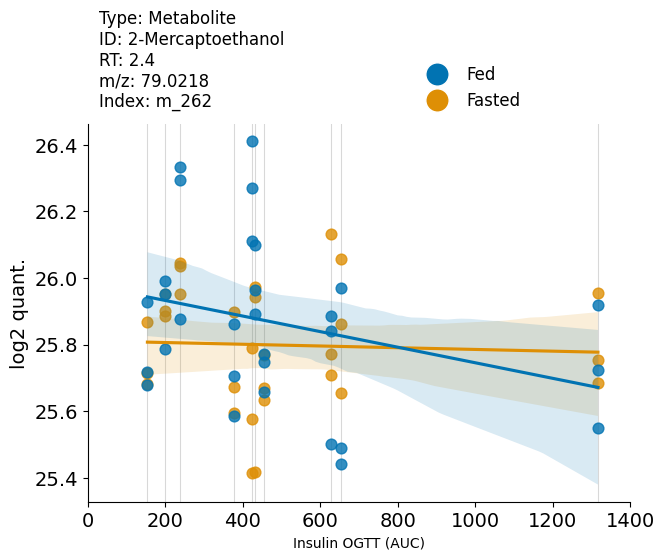 Type: Metabolite
ID: 2-Mercaptoethanol
RT: 2.4
m/z: 79.0218
Index: m_262
Fed
Fasted
26.4
26.2
26.0
25.8
25.6
25.4
log2 quant.
0 200 400 600 800 1000 1200 1400
Insulin OGTT (AUC)